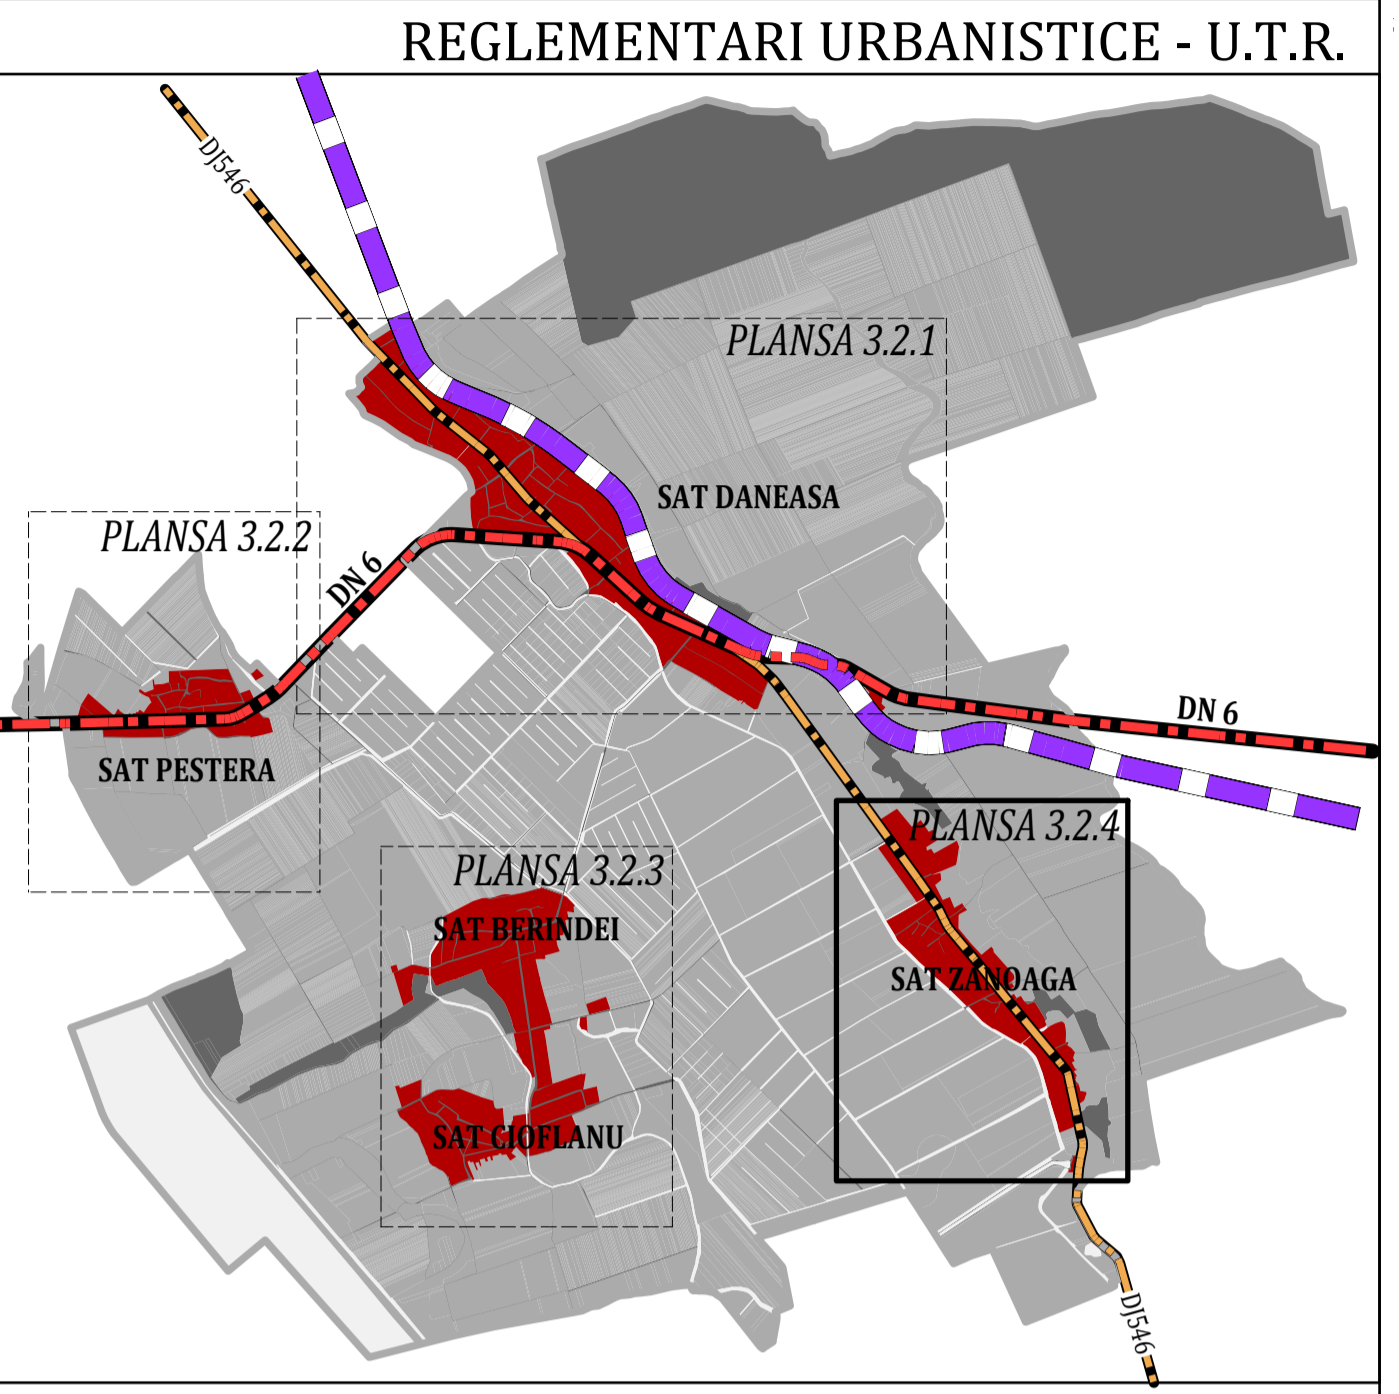 REGLEMENTARI URBANISTICE - U.T.R.
DJ546
PLANSA 3.2.1
SAT DANEASA
PLANSA 3.2.2
DN 6
DN 6
SAT PESTERA
PLANSA 3.2.4
PLANSA 3.2.3
SAT BERINDEI
SAT ZANOAGA
SAT CIOFLANU
DJ546